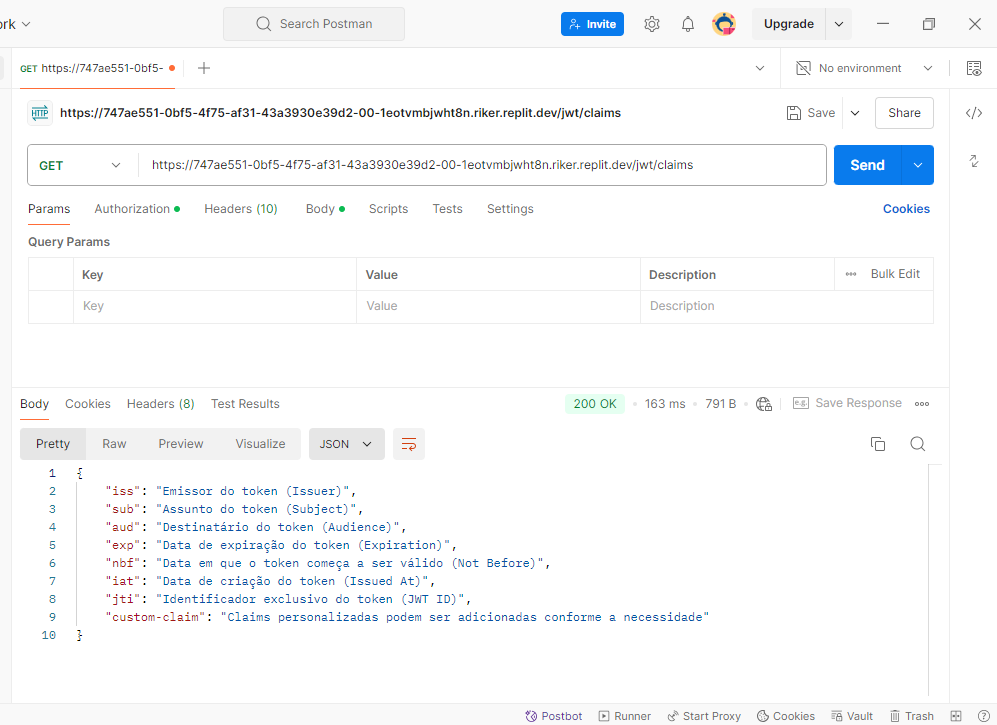 ork
Search Postman
Invite
Upgrade
GET https://747ae551-0bf5-
No environment
HTTP
https://747ae551-0bf5-4f75-af31-43a3930e39d2-00-1eotvmbjwht8n.riker.replit.dev/jwt/claims
Save
Share
GET
https://747ae551-0bf5-4f75-af31-43a3930e39d2-00-1eotvmbjwht8n.riker.replit.dev/jwt/claims
Send
Params Authorization Headers (10) Body Scripts Tests Settings Cookies
Query Params
Key Value Description Bulk Edit
Key Value Description
Body Cookies Headers (8) Test Results 200 OK 163 ms 791 B e.g. Save Response
Pretty Raw Preview Visualize JSON
1 {
2 "iss": "Emissor do token (Issuer)",
3 "sub": "Assunto do token (Subject)",
4 "aud": "Destinatário do token (Audience)",
5 "exp": "Data de expiração do token (Expiration)",
6 "nbf": "Data em que o token começa a ser válido (Not Before)",
7 "iat": "Data de criação do token (Issued At)",
8 "jti": "Identificador exclusivo do token (JWT ID)",
9 "custom-claim": "Claims personalizadas podem ser adicionadas conforme a necessidade"
10 }
Postbot Runner Start Proxy Cookies Vault Trash